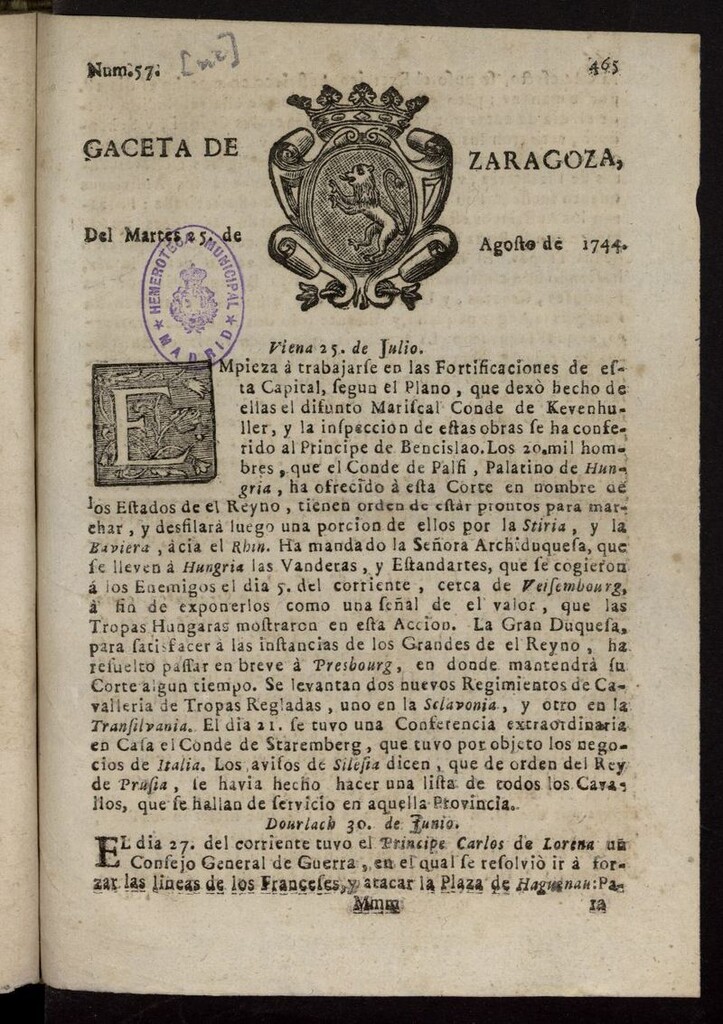 Num.57.
[ne]
465
GACETA DE ZARAGOZA,
Del Martes 25. de Agoſto de 1744.
HEMEROTECA MUNICIPAL
MADRID
Viena 25. de Julio.
EMpieza à trabajarſe en las Fortificaciones de eſ-
ta Capital, ſegun el Plano, que dexò hecho de
ellas el difunto Mariſcal Conde de Kevenhu-
ller, y la inſpeccion de eſtas obras ſe ha confe-
rido al Principe de Bencislao. Los 20. mil hom-
bres, que el Conde de Palfi, Palatino de Hun-
gria, ha ofrecido à eſta Corte en nombre de
los Eſtados de el Reyno, tienen orden de eſtàr prontos para mar-
char, y desfilarà luego una porcion de ellos por la Stiria, y la
Baviera, àcia el Rhin. Ha mandado la Señora Archiduqueſa, que
ſe lleven à Hungria las Vanderas, y Eſtandartes, que ſe cogieron
à los Enemigos el dia 5. del corriente, cerca de Veiſembourg,
à fin de exponerlos como una ſeñal de el valor, que las
Tropas Hungaras moſtraron en eſta Accion. La Gran Duqueſa,
para ſatisfacer à las inſtancias de los Grandes de el Reyno, ha
reſuelto paſſar en breve à Presbourg, en donde mantendrà ſu
Corte algun tiempo. Se levantan dos nuevos Regimientos de Ca-
valleria de Tropas Regladas, uno en la Sclavonia, y otro en la
Tranſilvania. El dia 21. ſe tuvo una Conferencia extraordinaria
en Caſa el Conde de Staremberg, que tuvo por objeto los nego-
cios de Italia. Los aviſos de Sileſia dicen, que de orden del Rey
de Pruſia, ſe havia hecho hacer una liſta de todos los Cava-
llos, que ſe hallan de ſervicio en aquella Provincia.
Dourlach 30. de Junio.
EL dia 27. del corriente tuvo el Principe Carlos de Lorena un
Conſejo General de Guerra, en el qual ſe reſolviò ir à for-
zar las lineas de los Franceſes, y atacar la Plaza de Haguenau: Pa-
Mmm
ra